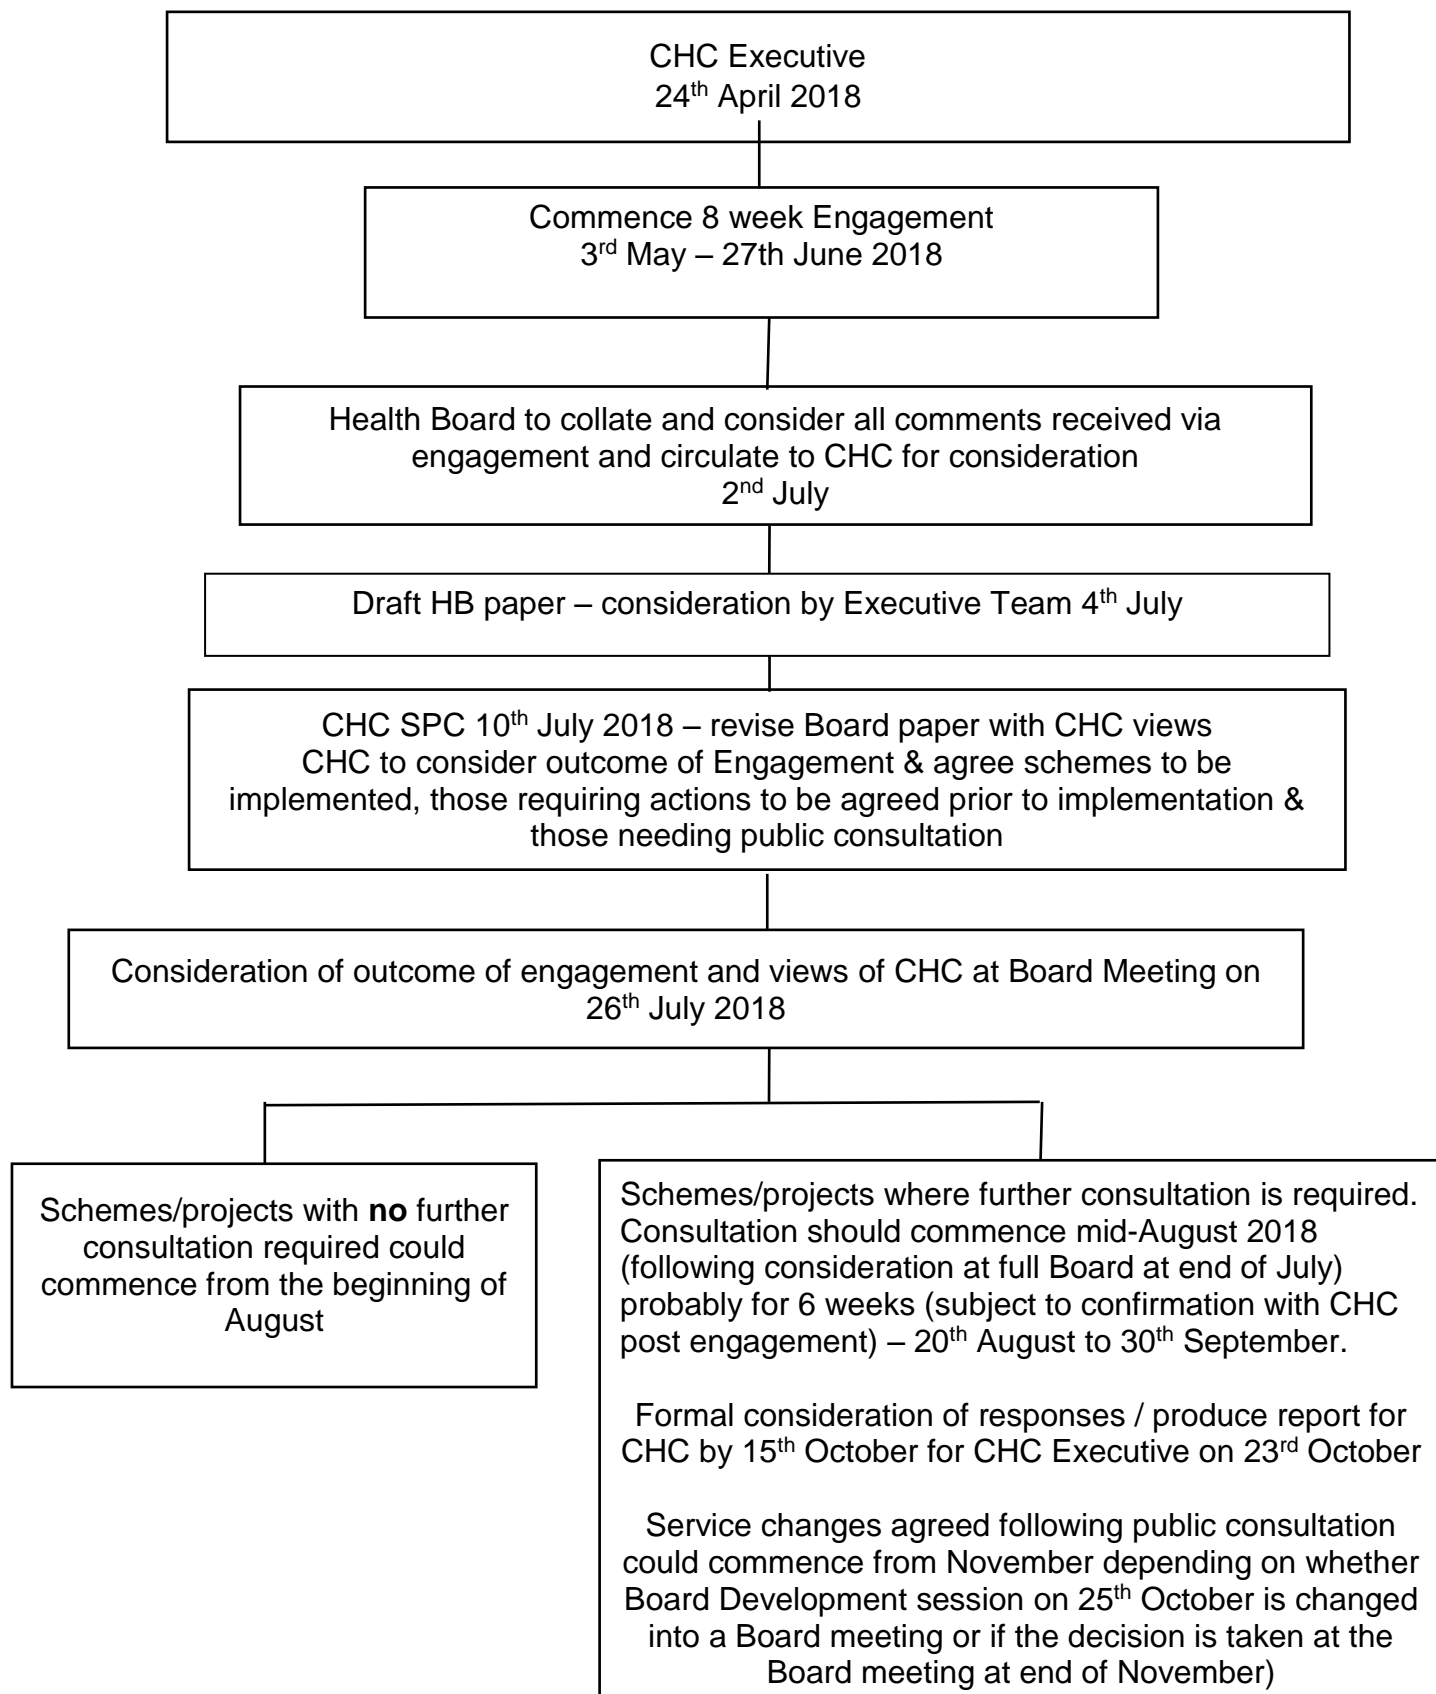 CHC Executive
24th April 2018
Commence 8 week Engagement
3rd May – 27th June 2018
Health Board to collate and consider all comments received via
engagement and circulate to CHC for consideration
2nd July
Draft HB paper – consideration by Executive Team 4th July
CHC SPC 10th July 2018 – revise Board paper with CHC views
CHC to consider outcome of Engagement & agree schemes to be
implemented, those requiring actions to be agreed prior to implementation &
those needing public consultation
Consideration of outcome of engagement and views of CHC at Board Meeting on
26th July 2018
Schemes/projects with no further
consultation required could
commence from the beginning of
August
Schemes/projects where further consultation is required.
Consultation should commence mid-August 2018
(following consideration at full Board at end of July)
probably for 6 weeks (subject to confirmation with CHC
post engagement) – 20th August to 30th September.
Formal consideration of responses / produce report for
CHC by 15th October for CHC Executive on 23rd October
Service changes agreed following public consultation
could commence from November depending on whether
Board Development session on 25th October is changed
into a Board meeting or if the decision is taken at the
Board meeting at end of November)